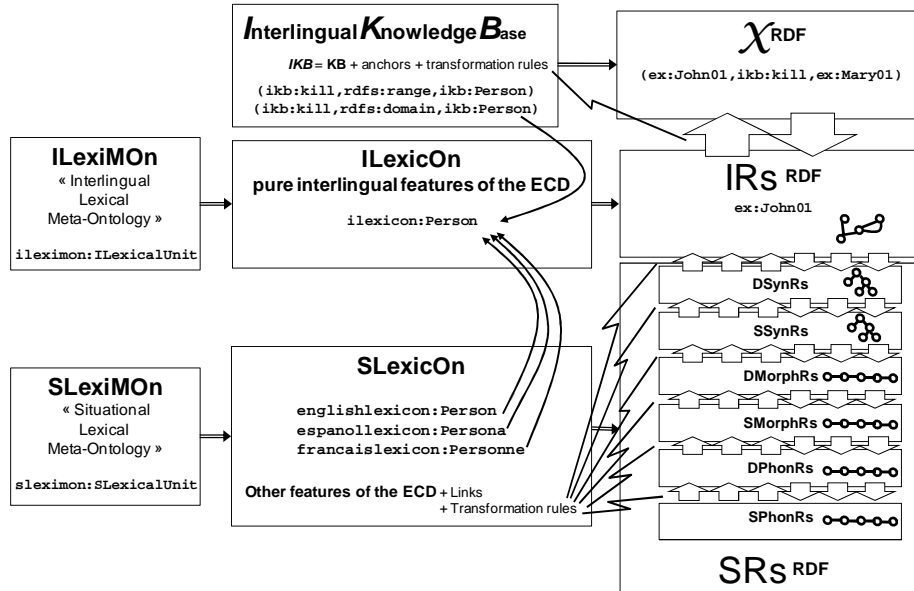 Interlingual Knowledge Base
IKB = KB + anchors + transformation rules
(ikb:kill,rdfs:range,ikb:Person)
(ikb:kill,rdfs:domain,ikb:Person)
X RDF
(ex:John01,ikb:kill,ex:Mary01)
ILexiMOn
« Interlingual
Lexical
Meta-Ontology »
ileximon:ILexicalUnit
ILexicOn
pure interlingual features of the ECD
ilexicon:Person
IRs RDF
ex:John01
SLexiMOn
« Situational
Lexical
Meta-Ontology »
sleximon:SLexicalUnit
SLexicOn
englishlexicon:Person
espanollexicon:Persona
francaislexicon:Personne
Other features of the ECD + Links
+ Transformation rules
DSynRs
SSynRs
DMorphRs
SMorphRs
DPhonRs
SPhonRs
SRs RDF